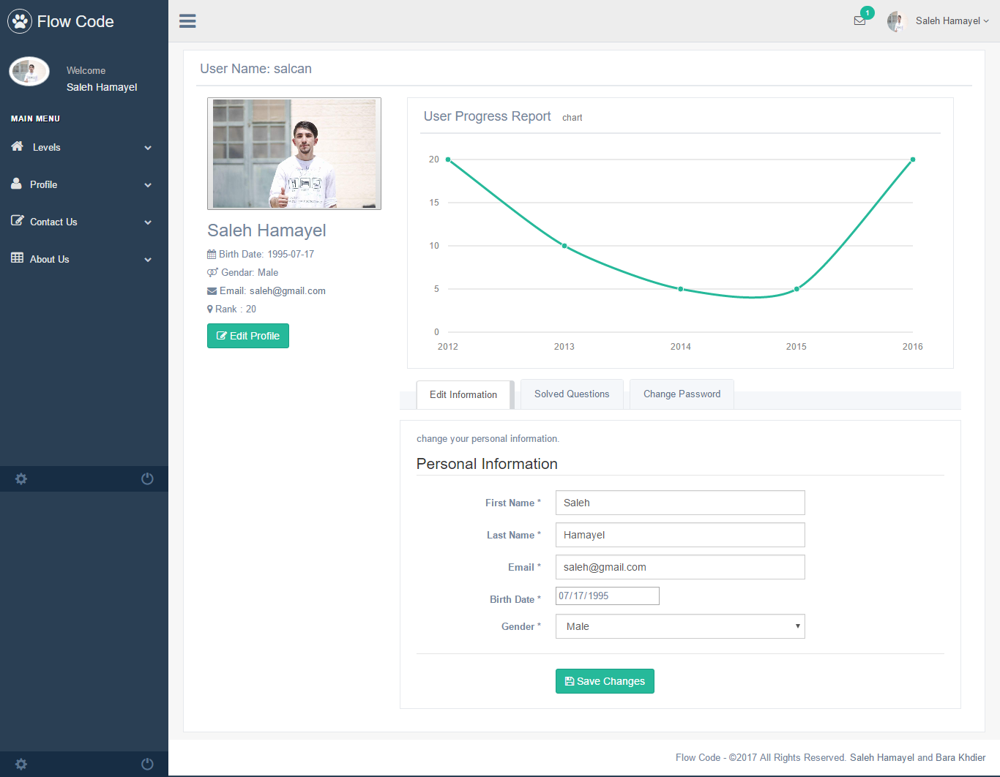 Flow Code
1
Saleh Hamayel
Welcome
Saleh Hamayel
MAIN MENU
Levels
Profile
Contact Us
About Us
User Name: salcan
Saleh Hamayel
Birth Date: 1995-07-17
Gendar: Male
Email: saleh@gmail.com
Rank : 20
Edit Profile
User Progress Report chart
20
15
10
5
0
2012 2013 2014 2015 2016
Edit Information Solved Questions Change Password
change your personal information.
Personal Information
First Name * Saleh
Last Name * Hamayel
Email * saleh@gmail.com
Birth Date * 07/17/1995
Gender * Male
Save Changes
Flow Code - ©2017 All Rights Reserved. Saleh Hamayel and Bara Khdier